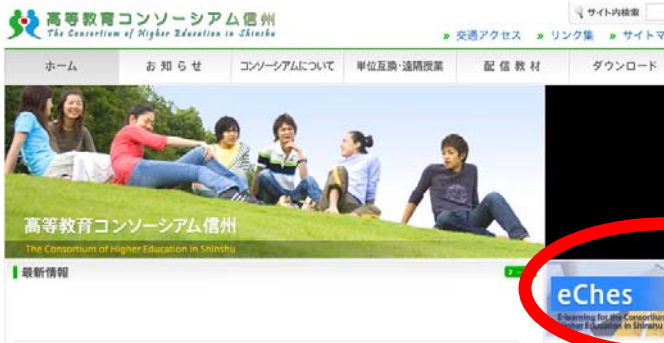 高等教育コンソーシアム信州
The Consortium of Higher Education in Shinshu
サイト内検索
» 交通アクセス » リンク集 » サイトマ
ホーム お知らせ コンソーシアムについて 単位互換・遠隔授業 配信教材 ダウンロード
高等教育コンソーシアム信州
The Consortium of Higher Education in Shinshu
最新情報
eChes
E-learning for the Consortium
Higher Education in Shinshu